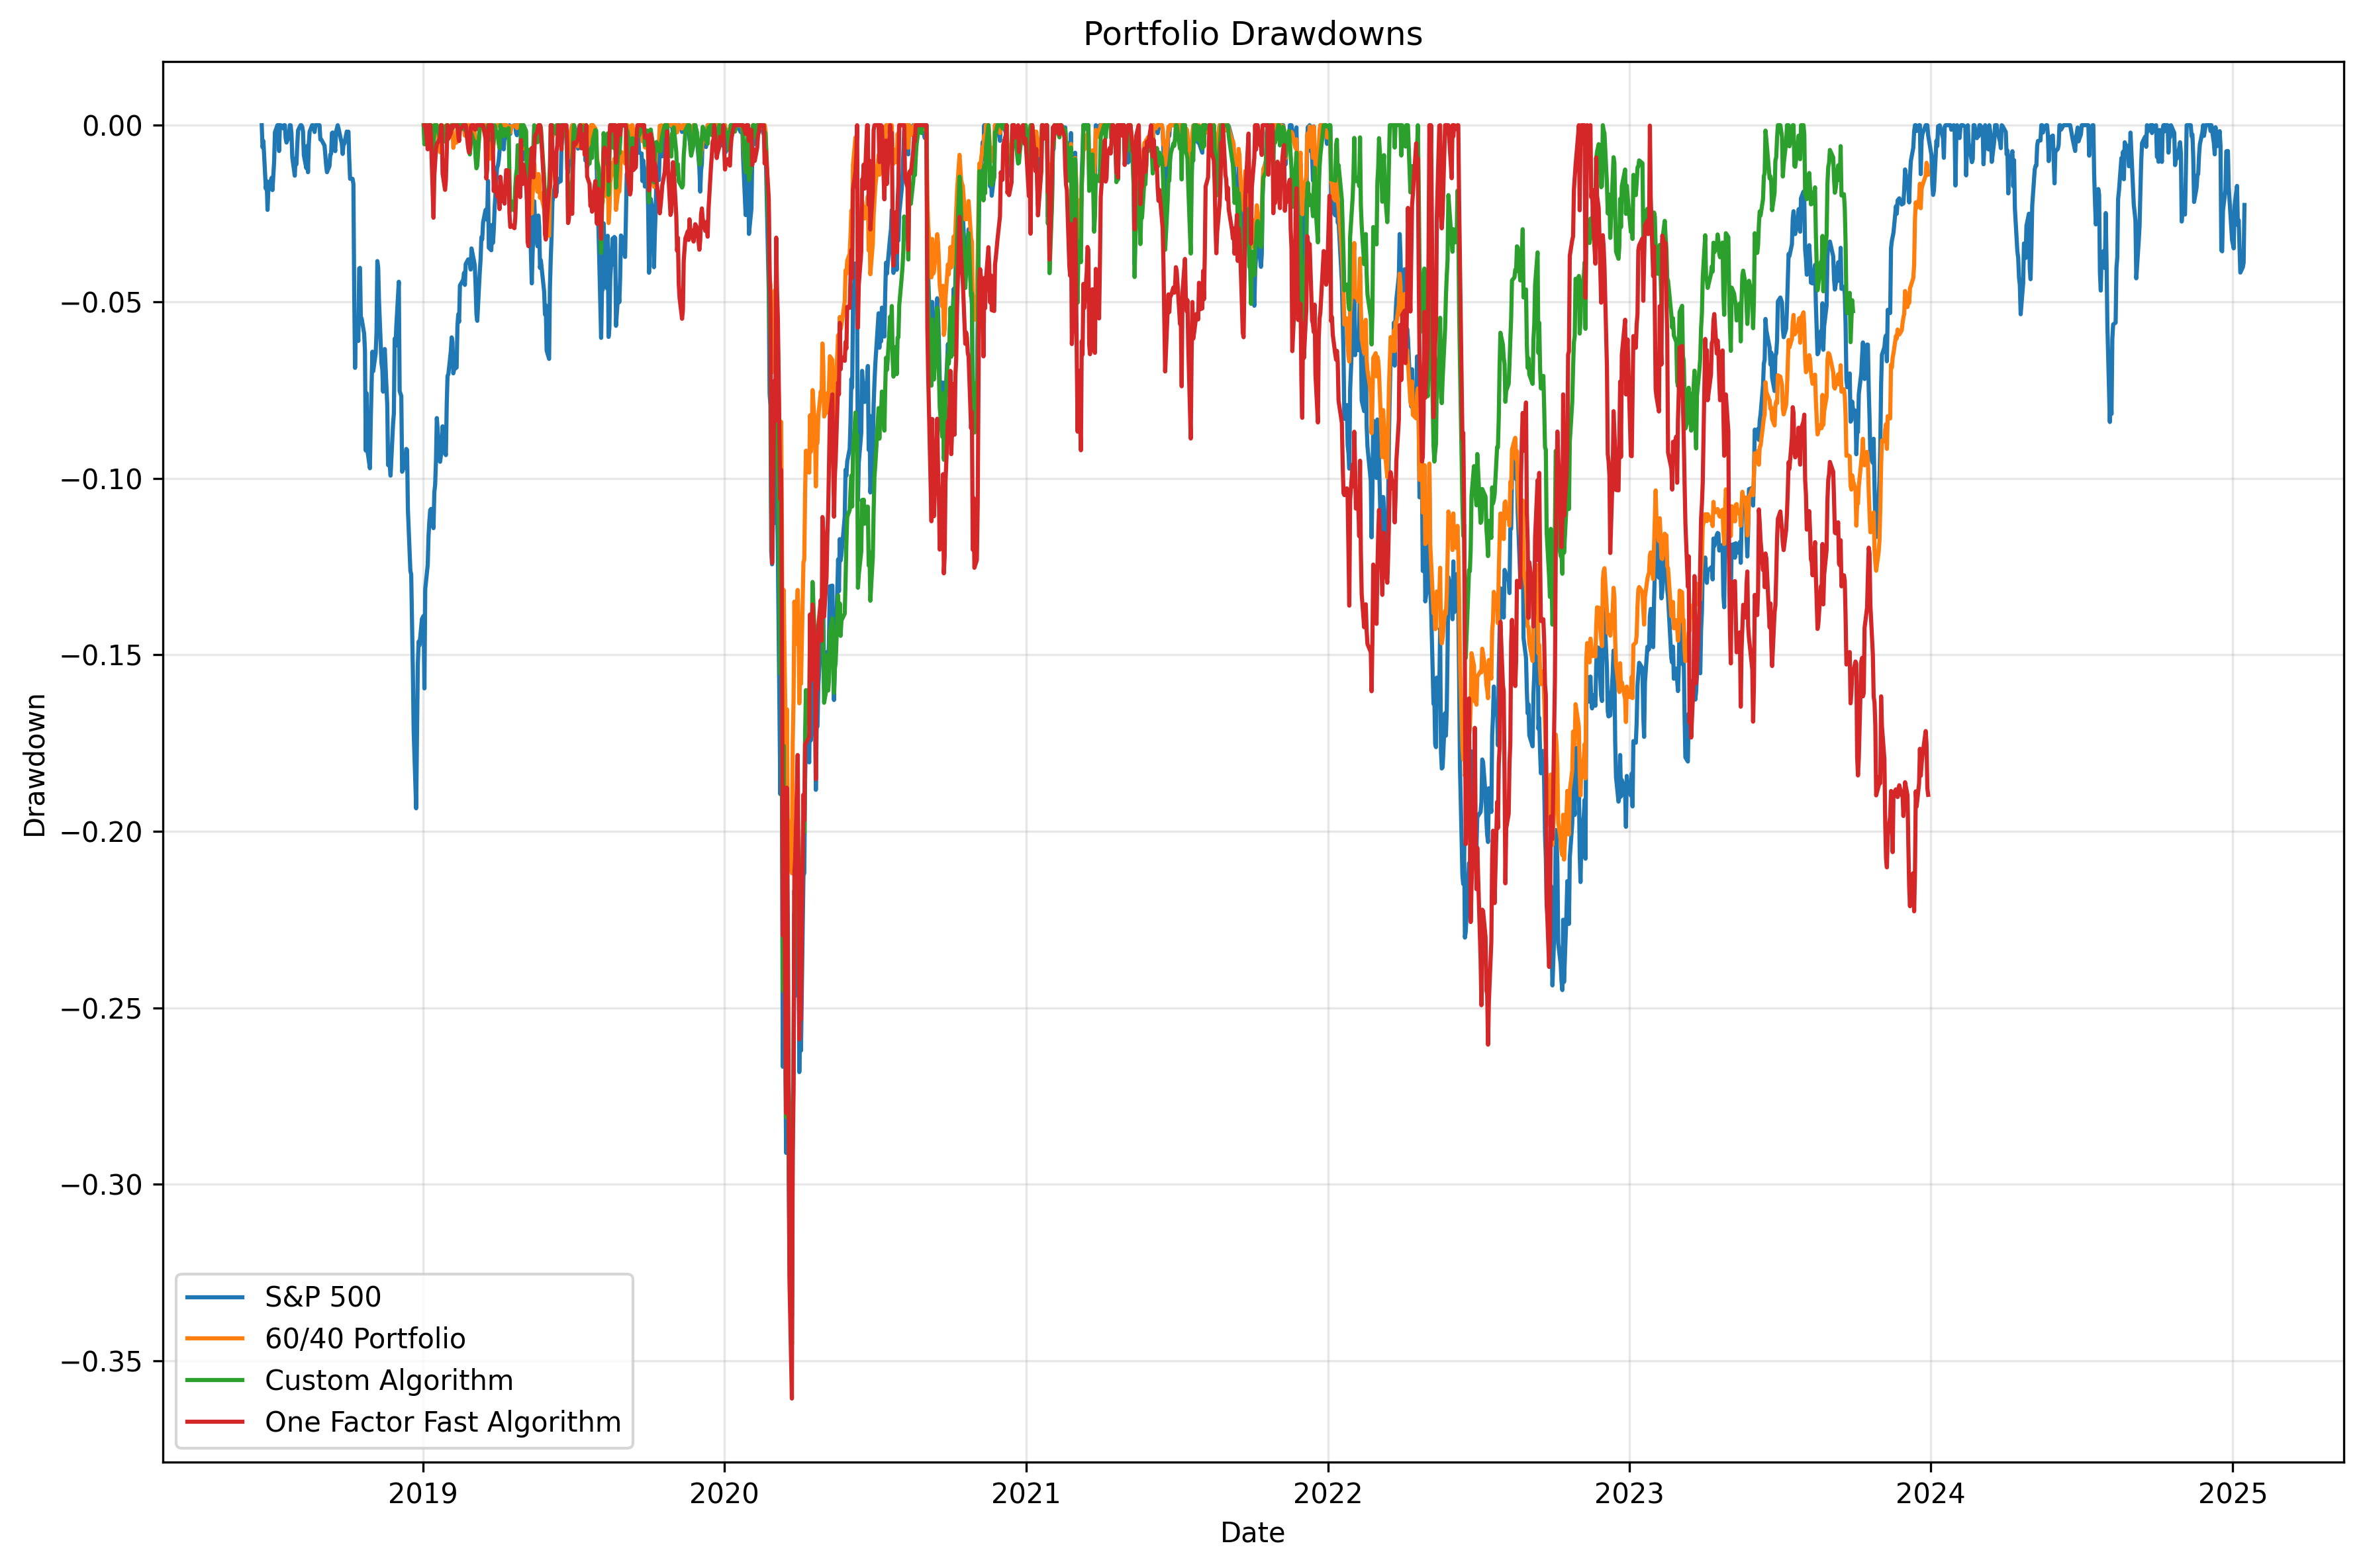 Portfolio Drawdowns
0.00
−0.05
−0.10
−0.15
−0.20
−0.25
−0.30
−0.35
Drawdown
S&P 500
60/40 Portfolio
Custom Algorithm
One Factor Fast Algorithm
2019
2020
2021
2022
2023
2024
2025
Date